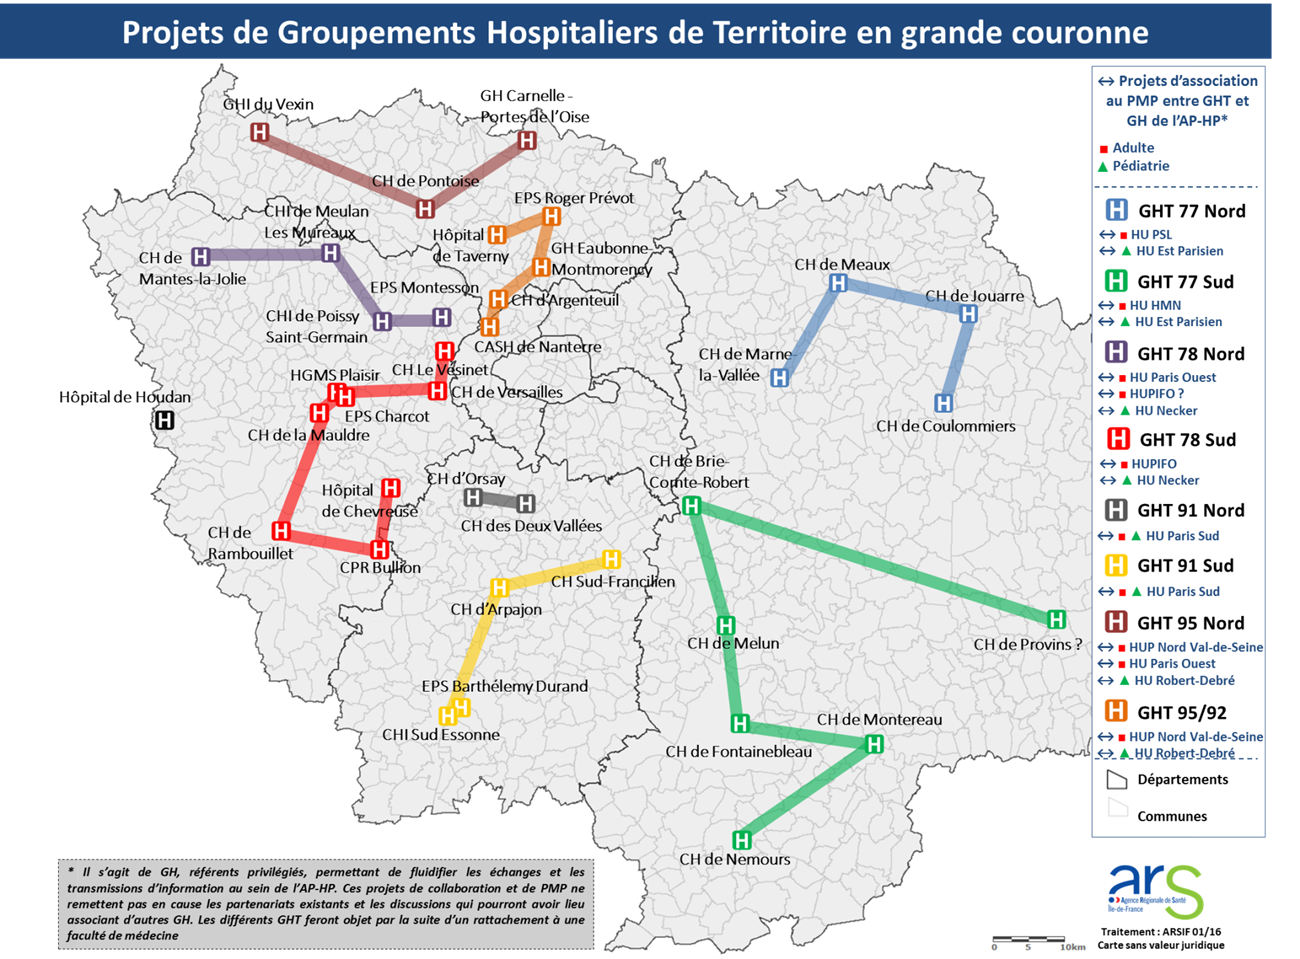 Projets de Groupements Hospitaliers de Territoire en grande couronne
GHI du Vexin
GH Carnelle -
Portes de l'Oise
CH de Pontoise
EPS Roger Prévot
CHI de Meulan
Les Mureaux
Hôpital
de Taverny
CH de
Mantes-la-Jolie
GH Eaubonne-
Montmorency
EPS Montesson
CH d'Argenteuil
CHI de Poissy
Saint-Germain
CASH de Nanterre
CH Le Vésinet
HGMS Plaisir
CH de Versailles
Hôpital de Houdan
EPS Charcot
CH de la Mauldre
CH de Meaux
CH de Jouarre
CH de Marne-
la-Vallée
CH de Coulommiers
CH de Brie-
Comte-Robert
CH d'Orsay
Hôpital
de Chevreuse
CH des Deux Vallées
CH de
Rambouillet
CPR Bullion
CH Sud-Francilien
CH d'Arpajon
CH de Melun
CH de Provins ?
EPS Barthélemy Durand
CHI Sud Essonne
CH de Montereau
CH de Fontainebleau
CH de Nemours
↔ Projets d'association
au PMP entre GHT et
GH de l'AP-HP*
Adulte
Pédiatrie
H GHT 77 Nord
↔ HU PSL
↔ HU Est Parisien
H GHT 77 Sud
↔ HU HMN
↔ HU Est Parisien
H GHT 78 Nord
↔ HU Paris Ouest
↔ HUPIFO ?
↔ HU Necker
H GHT 78 Sud
↔ HUPIFO
↔ HU Necker
H GHT 91 Nord
↔ HU Paris Sud
H GHT 91 Sud
↔ HU Paris Sud
H GHT 95 Nord
↔ HUP Nord Val-de-Seine
↔ HU Paris Ouest
↔ HU Robert-Debré
H GHT 95/92
↔ HUP Nord Val-de-Seine
↔ HU Robert-Debré
Départements
Communes
* Il s'agit de GH, référents privilégiés, permettant de fluidifier les échanges et les
transmissions d'information au sein de l'AP-HP. Ces projets de collaboration et de PMP ne
remettent pas en cause les partenariats existants et les discussions qui pourront avoir lieu
associant d'autres GH. Les différents GHT feront objet par la suite d'un rattachement à une
faculté de médecine
ars
Agence Régionale de Santé
Île-de-France
Traitement : ARSIF 01/16
Carte sans valeur juridique
0 5 10km